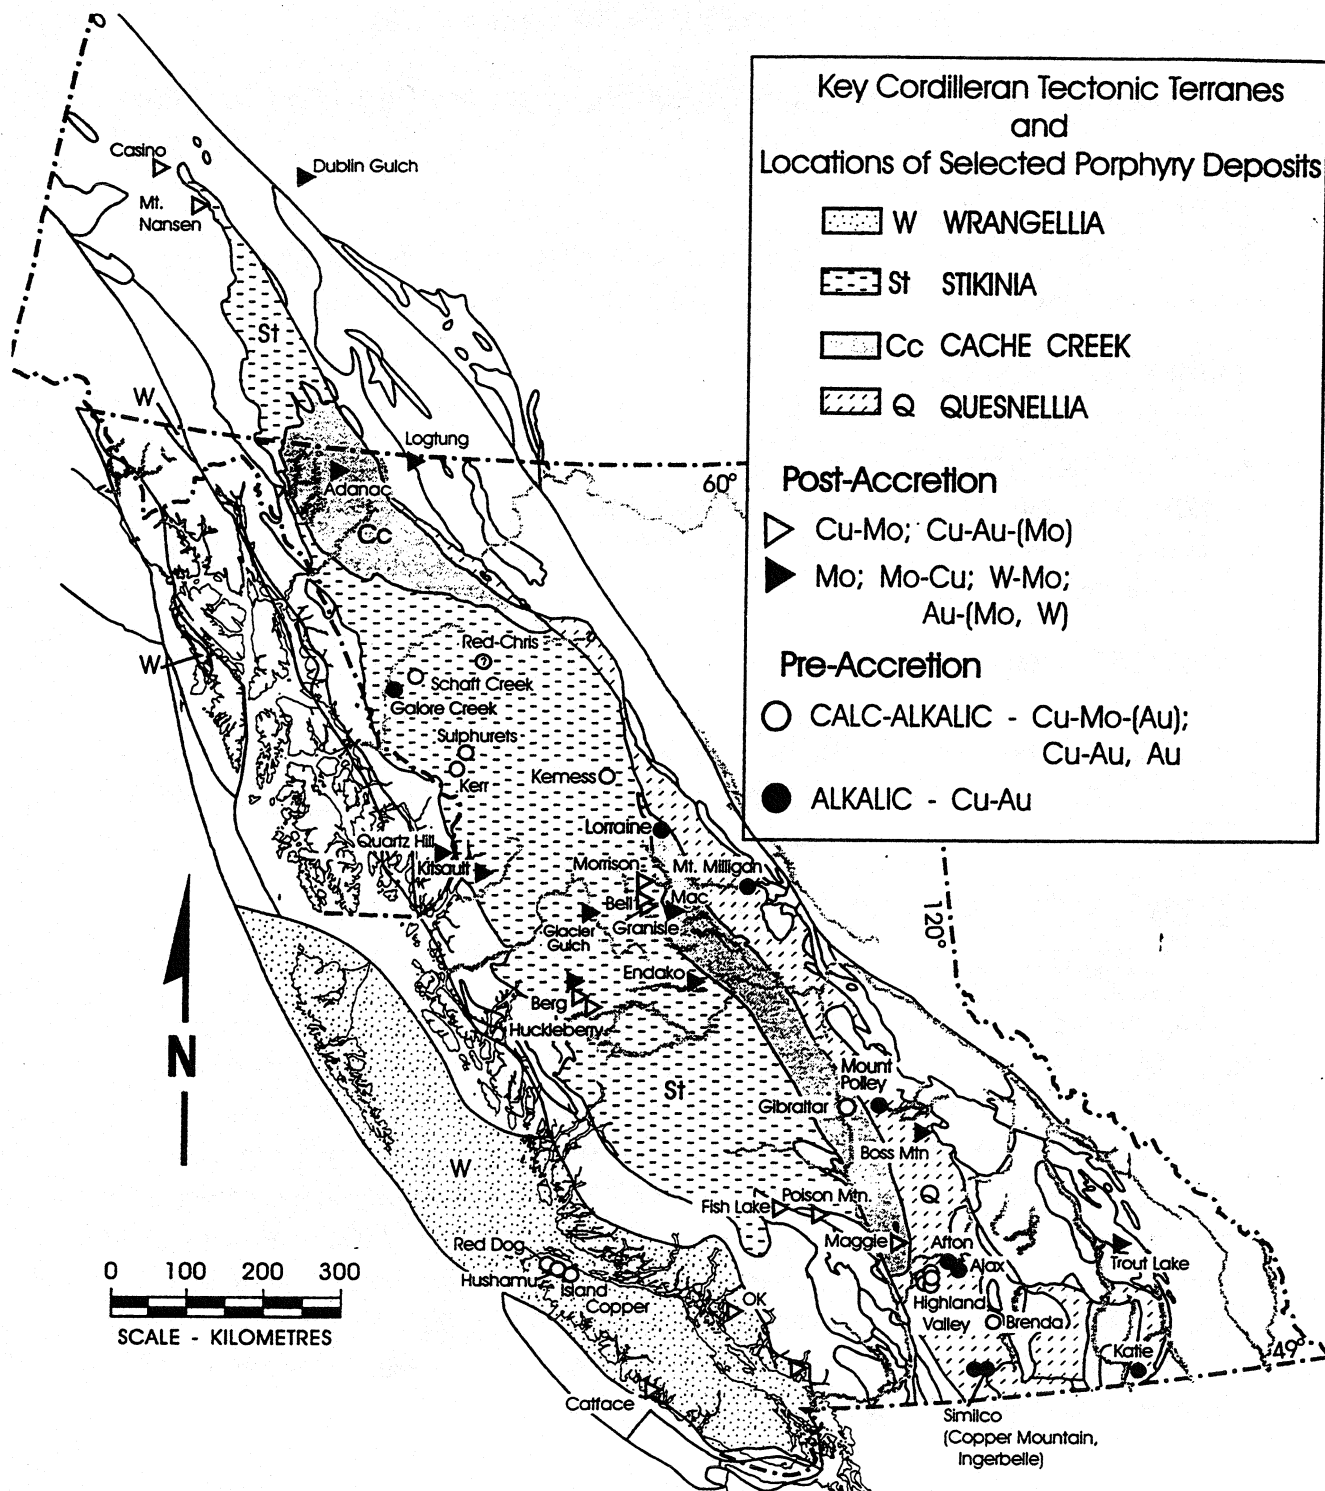 Key Cordilleran Tectonic Terranes
and
Locations of Selected Porphyry Deposits
W WRANGELLIA
St STIKINIA
Cc CACHE CREEK
Q QUESNELLIA
Post-Accretion
Cu-Mo; Cu-Au-(Mo)
Mo; Mo-Cu; W-Mo;
Au-(Mo, W)
Pre-Accretion
CALC-ALKALIC - Cu-Mo-(Au);
Cu-Au, Au
ALKALIC - Cu-Au
Casino
Dublin Gulch
Mt.
Nansen
St
W
Logtung
60°
Adanac
Cc
Red-Chris
?
W
Schaft Creek
Galore Creek
Sulphurets
Kerr
Kemess
Lorraine
Quartz Hill
Kitsault
Morrison
Mt. Milligan
Bell
Mac
Granisle
Glacier
Gulch
120°
Endako
Berg
Huckleberry
N
St
Mount
Polley
Gibraltar
Boss Mtn
W
Q
Fish Lake
Poison Mtn.
Maggie
Afton
Ajax
Trout Lake
Red Dog
Hushamu
Island
Copper
OK
Highland
Valley
Brenda
0 100 200 300
SCALE - KILOMETRES
Katie
49°
Catface
Similco
(Copper Mountain,
Ingerbelle)